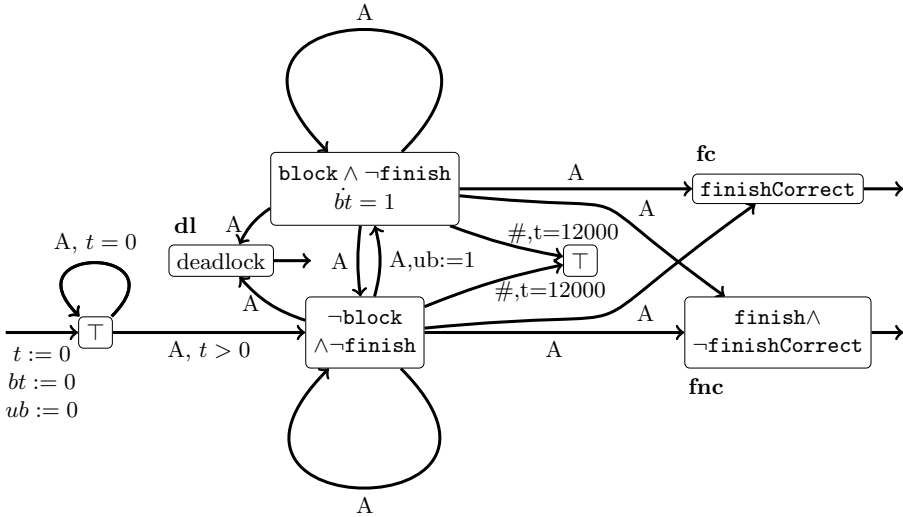 A
fc
block ∧ ¬finish
ḃt = 1
A
finishCorrect
A
A
dl
#,t=12000
A, t = 0
deadlock
A
A,ub:=1
⊤
A
#,t=12000
⊤
¬block
∧¬finish
A
finish∧
¬finishCorrect
t := 0
A, t > 0
A
bt := 0
fnc
ub := 0
A